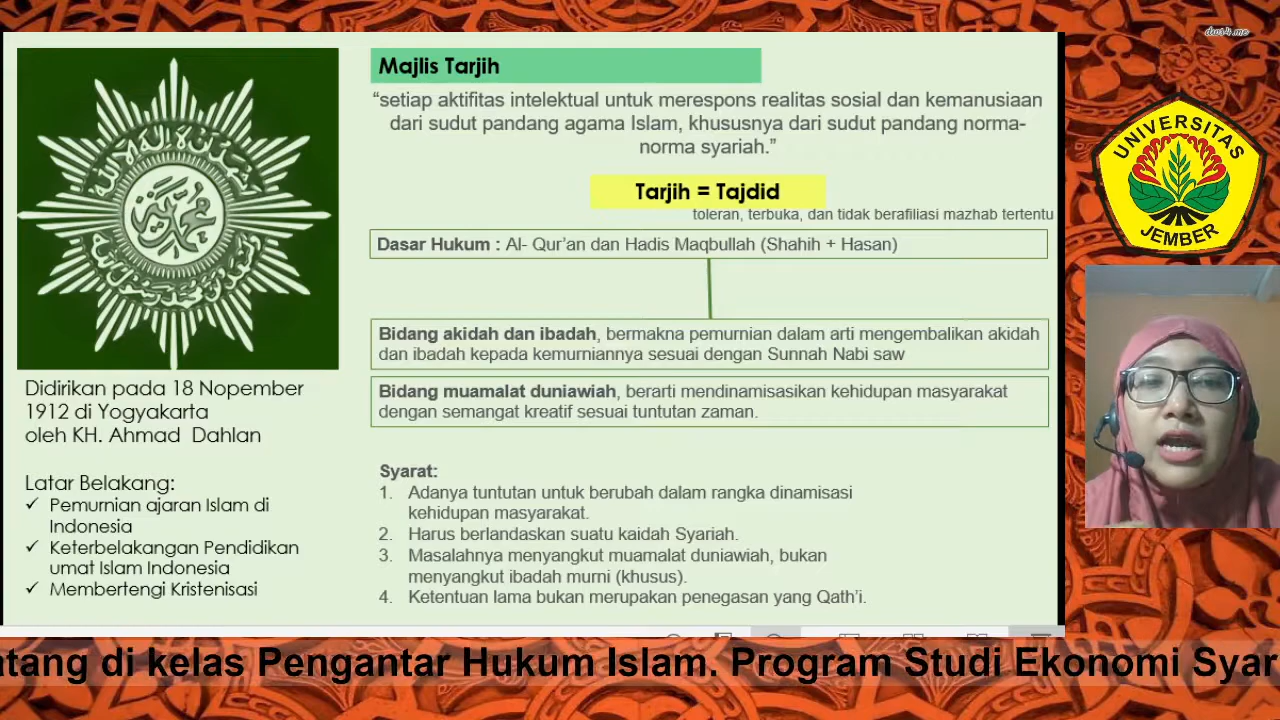 dws4.me
Majlis Tarjih
“setiap aktifitas intelektual untuk merespons realitas sosial dan kemanusiaan
dari sudut pandang agama Islam, khususnya dari sudut pandang norma-
norma syariah.”
Tarjih = Tajdid
toleran, terbuka, dan tidak berafiliasi mazhab tertentu
Dasar Hukum : Al- Qur’an dan Hadis Maqbullah (Shahih + Hasan)
Bidang akidah dan ibadah, bermakna pemurnian dalam arti mengembalikan akidah
dan ibadah kepada kemurniannya sesuai dengan Sunnah Nabi saw
Bidang muamalat duniawiah, berarti mendinamisasikan kehidupan masyarakat
dengan semangat kreatif sesuai tuntutan zaman.
Syarat:
1. Adanya tuntutan untuk berubah dalam rangka dinamisasi
kehidupan masyarakat.
2. Harus berlandaskan suatu kaidah Syariah.
3. Masalahnya menyangkut muamalat duniawiah, bukan
menyangkut ibadah murni (khusus).
4. Ketentuan lama bukan merupakan penegasan yang Qath’i.
محمدية
Didirikan pada 18 Nopember
1912 di Yogyakarta
oleh KH. Ahmad Dahlan
Latar Belakang:
✓ Pemurnian ajaran Islam di
Indonesia
✓ Keterbelakangan Pendidikan
umat Islam Indonesia
✓ Membertengi Kristenisasi
UNIVERSITAS
JEMBER
atang di kelas Pengantar Hukum Islam. Program Studi Ekonomi Syar